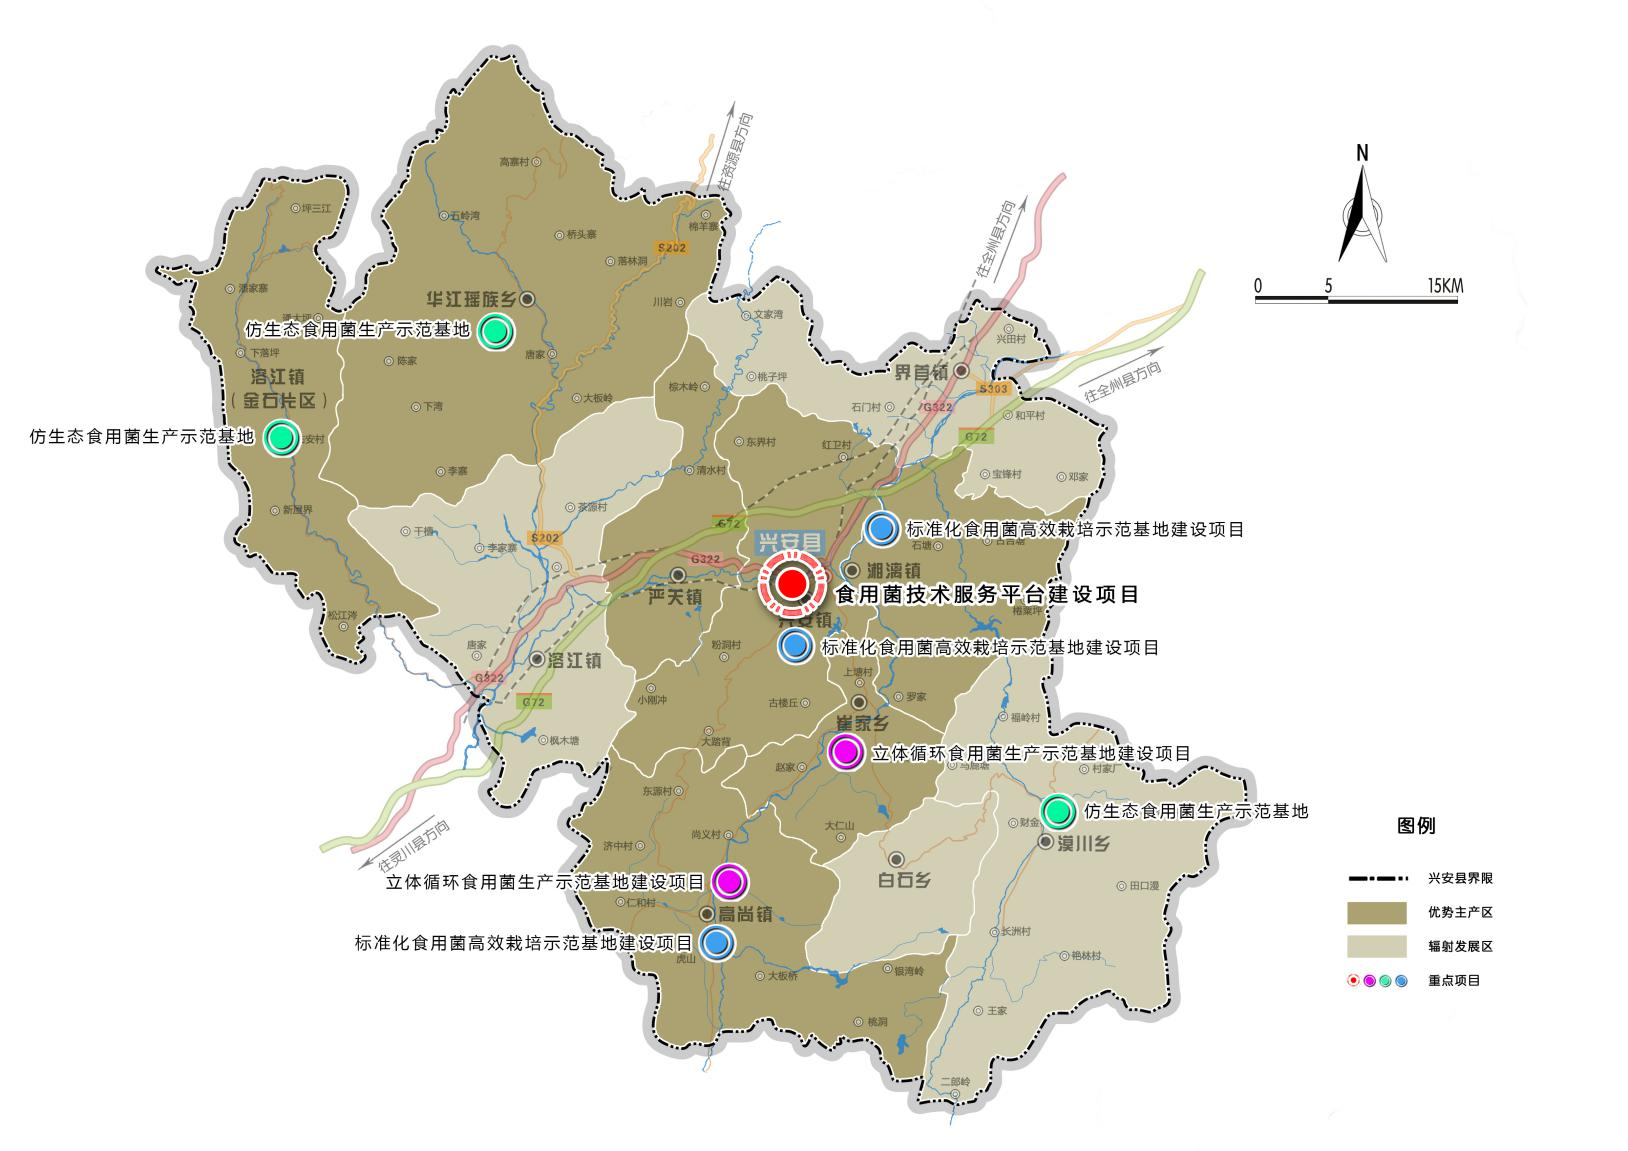 往资源县方向
往全州县方向
N
0 5 15KM
高寨村
坪三江
石岭湾
棉羊寨
桥头寨
S202
落林洞
潘家寨
华江瑶族乡
川岩
文家湾
仿生态食用菌生产示范基地
兴田村
下落坪
陈家
唐家
界首镇
往全州县方向
洛江镇
（金石片区）
桃子坪
棕木岭
大板岭
S303
下湾
石门村
G322
和平村
仿生态食用菌生产示范基地
东界村
红卫村
G72
李寨
清水村
宝锋村
邓家
新屋界
茶源村
干槽
G72
标准化食用菌高效栽培示范基地建设项目
S202
李家寨
兴安县
石塘
G322
严关镇
湘漓镇
食用菌技术服务平台建设项目
兴安镇
松江涔
唐家
粉洞村
标准化食用菌高效栽培示范基地建设项目
溶江镇
G322
上塘村
小刚冲
罗家
G72
古楼丘
崔家乡
福岭村
枫木塘
大路背
立体循环食用菌生产示范基地建设项目
赵家
马鹿塘
村家厂
东源村
仿生态食用菌生产示范基地
大仁山
财金
图例
尚义村
往灵川县方向
济中村
漠川乡
白石乡
兴安县界限
立体循环食用菌生产示范基地建设项目
田口漫
仁和村
高尚镇
优势主产区
标准化食用菌高效栽培示范基地建设项目
长洲村
辐射发展区
虎山
艳林村
大板桥
银湾岭
重点项目
王家
桃洞
二郎岭